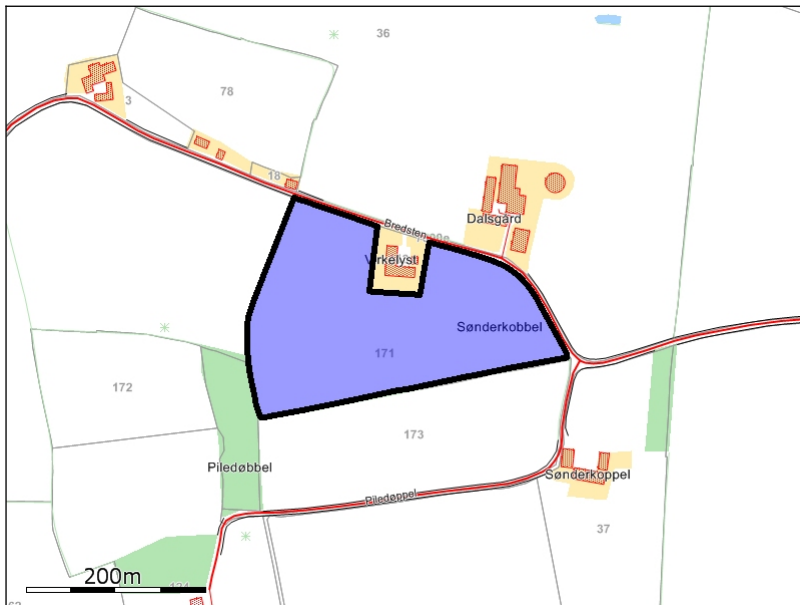 36
78
3
18
Bredsten
Dalsgård
Virkelyst
Sønderkobbel
171
172
173
Piledøbbel
Sønderkoppel
Piledøppel
37
200m